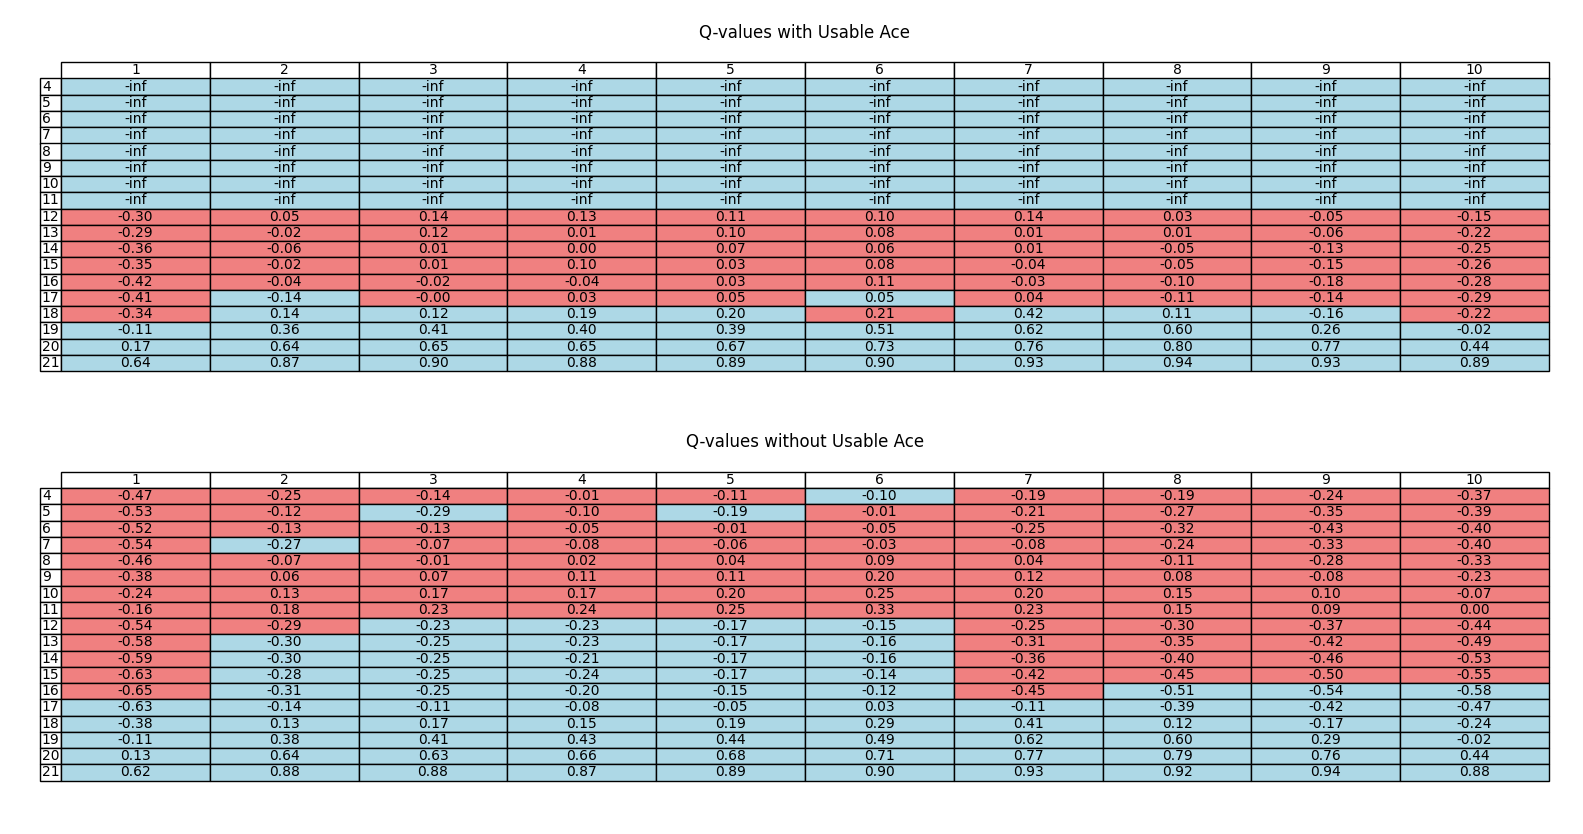 Q-values with Usable Ace
1 2 3 4 5 6 7 8 9 10
4 -inf -inf -inf -inf -inf -inf -inf -inf -inf -inf
5 -inf -inf -inf -inf -inf -inf -inf -inf -inf -inf
6 -inf -inf -inf -inf -inf -inf -inf -inf -inf -inf
7 -inf -inf -inf -inf -inf -inf -inf -inf -inf -inf
8 -inf -inf -inf -inf -inf -inf -inf -inf -inf -inf
9 -inf -inf -inf -inf -inf -inf -inf -inf -inf -inf
10 -inf -inf -inf -inf -inf -inf -inf -inf -inf -inf
11 -inf -inf -inf -inf -inf -inf -inf -inf -inf -inf
12 -0.30 0.05 0.14 0.13 0.11 0.10 0.14 0.03 -0.05 -0.15
13 -0.29 -0.02 0.12 0.01 0.10 0.08 0.01 0.01 -0.06 -0.22
14 -0.36 -0.06 0.01 0.00 0.07 0.06 0.01 -0.05 -0.13 -0.25
15 -0.35 -0.02 0.01 0.10 0.03 0.08 -0.04 -0.05 -0.15 -0.26
16 -0.42 -0.04 -0.02 -0.04 0.03 0.11 -0.03 -0.10 -0.18 -0.28
17 -0.41 -0.14 -0.00 0.03 0.05 0.05 0.04 -0.11 -0.14 -0.29
18 -0.34 0.14 0.12 0.19 0.20 0.21 0.42 0.11 -0.16 -0.22
19 -0.11 0.36 0.41 0.40 0.39 0.51 0.62 0.60 0.26 -0.02
20 0.17 0.64 0.65 0.65 0.67 0.73 0.76 0.80 0.77 0.44
21 0.64 0.87 0.90 0.88 0.89 0.90 0.93 0.94 0.93 0.89
Q-values without Usable Ace
1 2 3 4 5 6 7 8 9 10
4 -0.47 -0.25 -0.14 -0.01 -0.11 -0.10 -0.19 -0.19 -0.24 -0.37
5 -0.53 -0.12 -0.29 -0.10 -0.19 -0.01 -0.21 -0.27 -0.35 -0.39
6 -0.52 -0.13 -0.13 -0.05 -0.01 -0.05 -0.25 -0.32 -0.43 -0.40
7 -0.54 -0.27 -0.07 -0.08 -0.06 -0.03 -0.08 -0.24 -0.33 -0.40
8 -0.46 -0.07 -0.01 0.02 0.04 0.09 0.04 -0.11 -0.28 -0.33
9 -0.38 0.06 0.07 0.11 0.11 0.20 0.12 0.08 -0.08 -0.23
10 -0.24 0.13 0.17 0.17 0.20 0.25 0.20 0.15 0.10 -0.07
11 -0.16 0.18 0.23 0.24 0.25 0.33 0.23 0.15 0.09 0.00
12 -0.54 -0.29 -0.23 -0.23 -0.17 -0.15 -0.25 -0.30 -0.37 -0.44
13 -0.58 -0.30 -0.25 -0.23 -0.17 -0.16 -0.31 -0.35 -0.42 -0.49
14 -0.59 -0.30 -0.25 -0.21 -0.17 -0.16 -0.36 -0.40 -0.46 -0.53
15 -0.63 -0.28 -0.25 -0.24 -0.17 -0.14 -0.42 -0.45 -0.50 -0.55
16 -0.65 -0.31 -0.25 -0.20 -0.15 -0.12 -0.45 -0.51 -0.54 -0.58
17 -0.63 -0.14 -0.11 -0.08 -0.05 0.03 -0.11 -0.39 -0.42 -0.47
18 -0.38 0.13 0.17 0.15 0.19 0.29 0.41 0.12 -0.17 -0.24
19 -0.11 0.38 0.41 0.43 0.44 0.49 0.62 0.60 0.29 -0.02
20 0.13 0.64 0.63 0.66 0.68 0.71 0.77 0.79 0.76 0.44
21 0.62 0.88 0.88 0.87 0.89 0.90 0.93 0.92 0.94 0.88